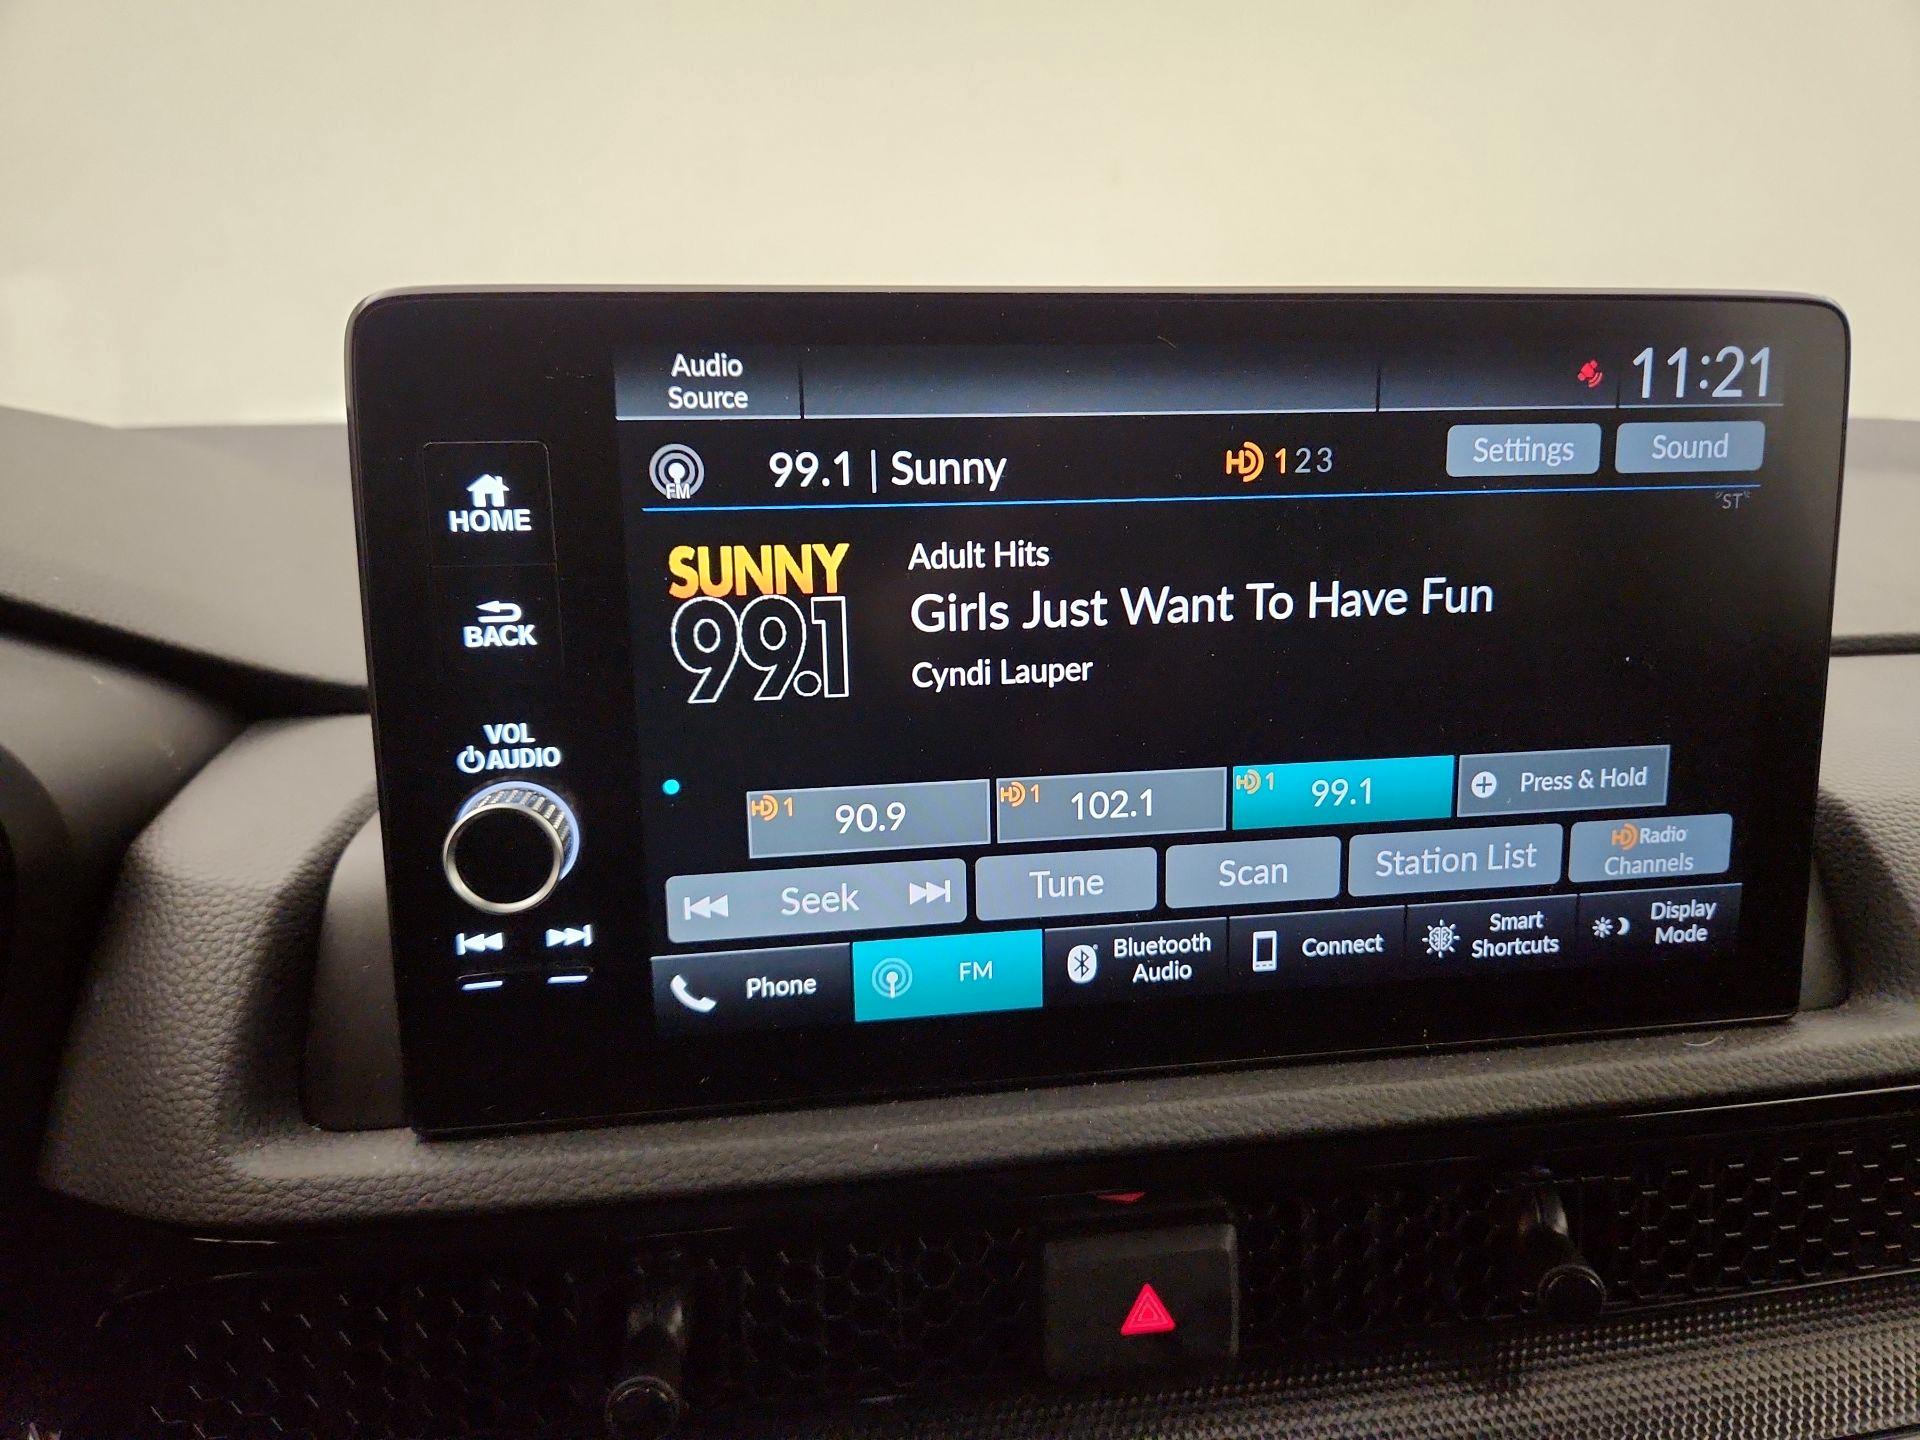 Audio
Source
11:21
FM
99.1 | Sunny
HD 1 2 3
Settings
Sound
ST
HOME
BACK
VOL
AUDIO
SUNNY
99.1
Adult Hits
Girls Just Want To Have Fun
Cyndi Lauper
HD 1 90.9
HD 1 102.1
HD 1 99.1
Press & Hold
Seek
Tune
Scan
Station List
HD Radio
Channels
Phone
FM
Bluetooth
Audio
Connect
Smart
Shortcuts
Display
Mode